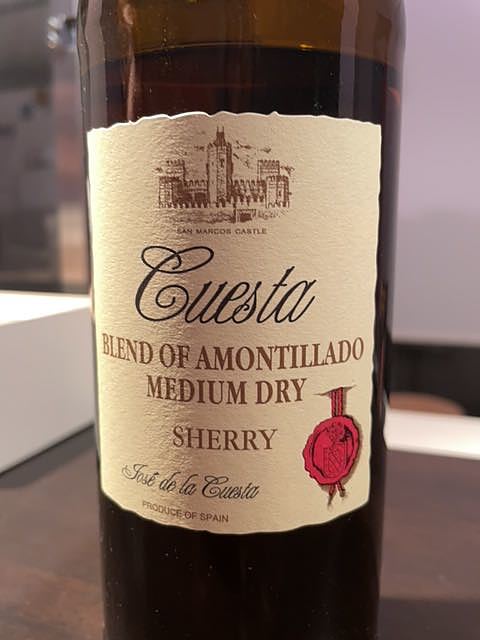 SAN MARCOS CASTLE
Cuesta
BLEND OF AMONTILLADO
MEDIUM DRY
SHERRY
José de la Cuesta
PRODUCE OF SPAIN